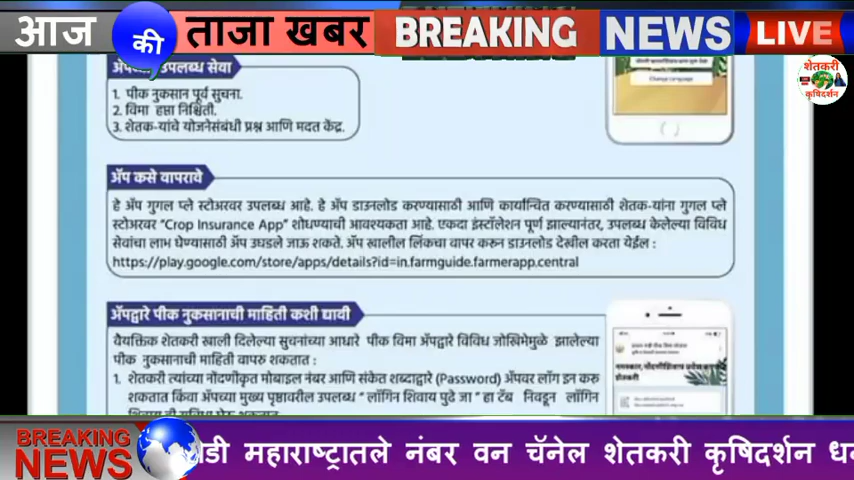 आज की ताजा खबर BREAKING NEWS LIVE
शेतकरी
कृषिदर्शन
उपलब्ध सेवा
1. पीक नुकसान पूर्व सुचना.
2. विमा हप्ता निश्चिती.
3. शेतक-यांचे योजनेसंबंधी प्रश्न आणि मदत केंद्र.
Change Language
ॲप कसे वापरावे
हे ॲप गुगल प्ले स्टोअरवर उपलब्ध आहे. हे ॲप डाउनलोड करण्यासाठी आणि कार्यान्वित करण्यासाठी शेतक-यांना गुगल प्ले
स्टोअरवर "Crop Insurance App" शोधण्याची आवश्यकता आहे. एकदा इंस्टॉलेशन पूर्ण झाल्यानंतर, उपलब्ध केलेल्या विविध
सेवांचा लाभ घेण्यासाठी ॲप उघडले जाऊ शकते. ॲप खालील लिंकचा वापर करुन डाउनलोड देखील करता येईल :
https://play.google.com/store/apps/details?id=in.farmguide.farmerapp.central
ॲपद्वारे पीक नुकसानाची माहिती कशी द्यावी
वैयक्तिक शेतकरी खाली दिलेल्या सुचनांच्या आधारे पीक विमा ॲपद्वारे विविध जोखिमेमुळे झालेल्या
पीक नुकसानाची माहिती वापरु शकतात :
1. शेतकरी त्यांच्या नोंदणीकृत मोबाइल नंबर आणि संकेत शब्दाद्वारे (Password) ॲपवर लॉग इन करु
शकतात किंवा ॲपच्या मुख्य पृष्ठावरील उपलब्ध " लॉगिन शिवाय पुढे जा " हा टॅब निवडून लॉगिन
BREAKING
NEWS
डी महाराष्ट्रातले नंबर वन चॅनेल शेतकरी कृषिदर्शन